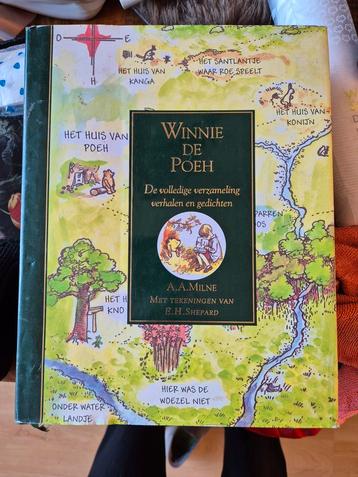 O
E
H
HET HUIS VAN
KANGA
HET SANTLANTJE
WAAR ROE SPEELT
HUIS VAN
KONIJN
HET HUIS VAN
POEH
WINNIE
DE
POEH
De volledige verzameling
verhalen en gedichten
A.A.MILNE
MET TEKENINGEN VAN
E.H.SHEPARD
HIER WAS DE
WOEZEL NIET
ONDER WATER
LANDJE